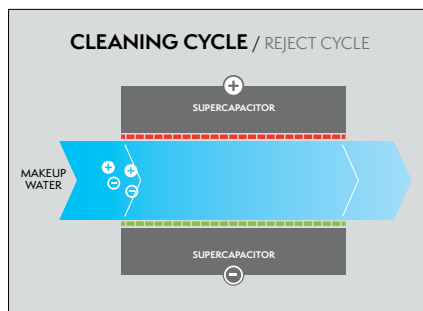 CLEANING CYCLE / REJECT CYCLE
+
SUPERCAPACITOR
MAKEUP
WATER
+ +
− −
SUPERCAPACITOR
−